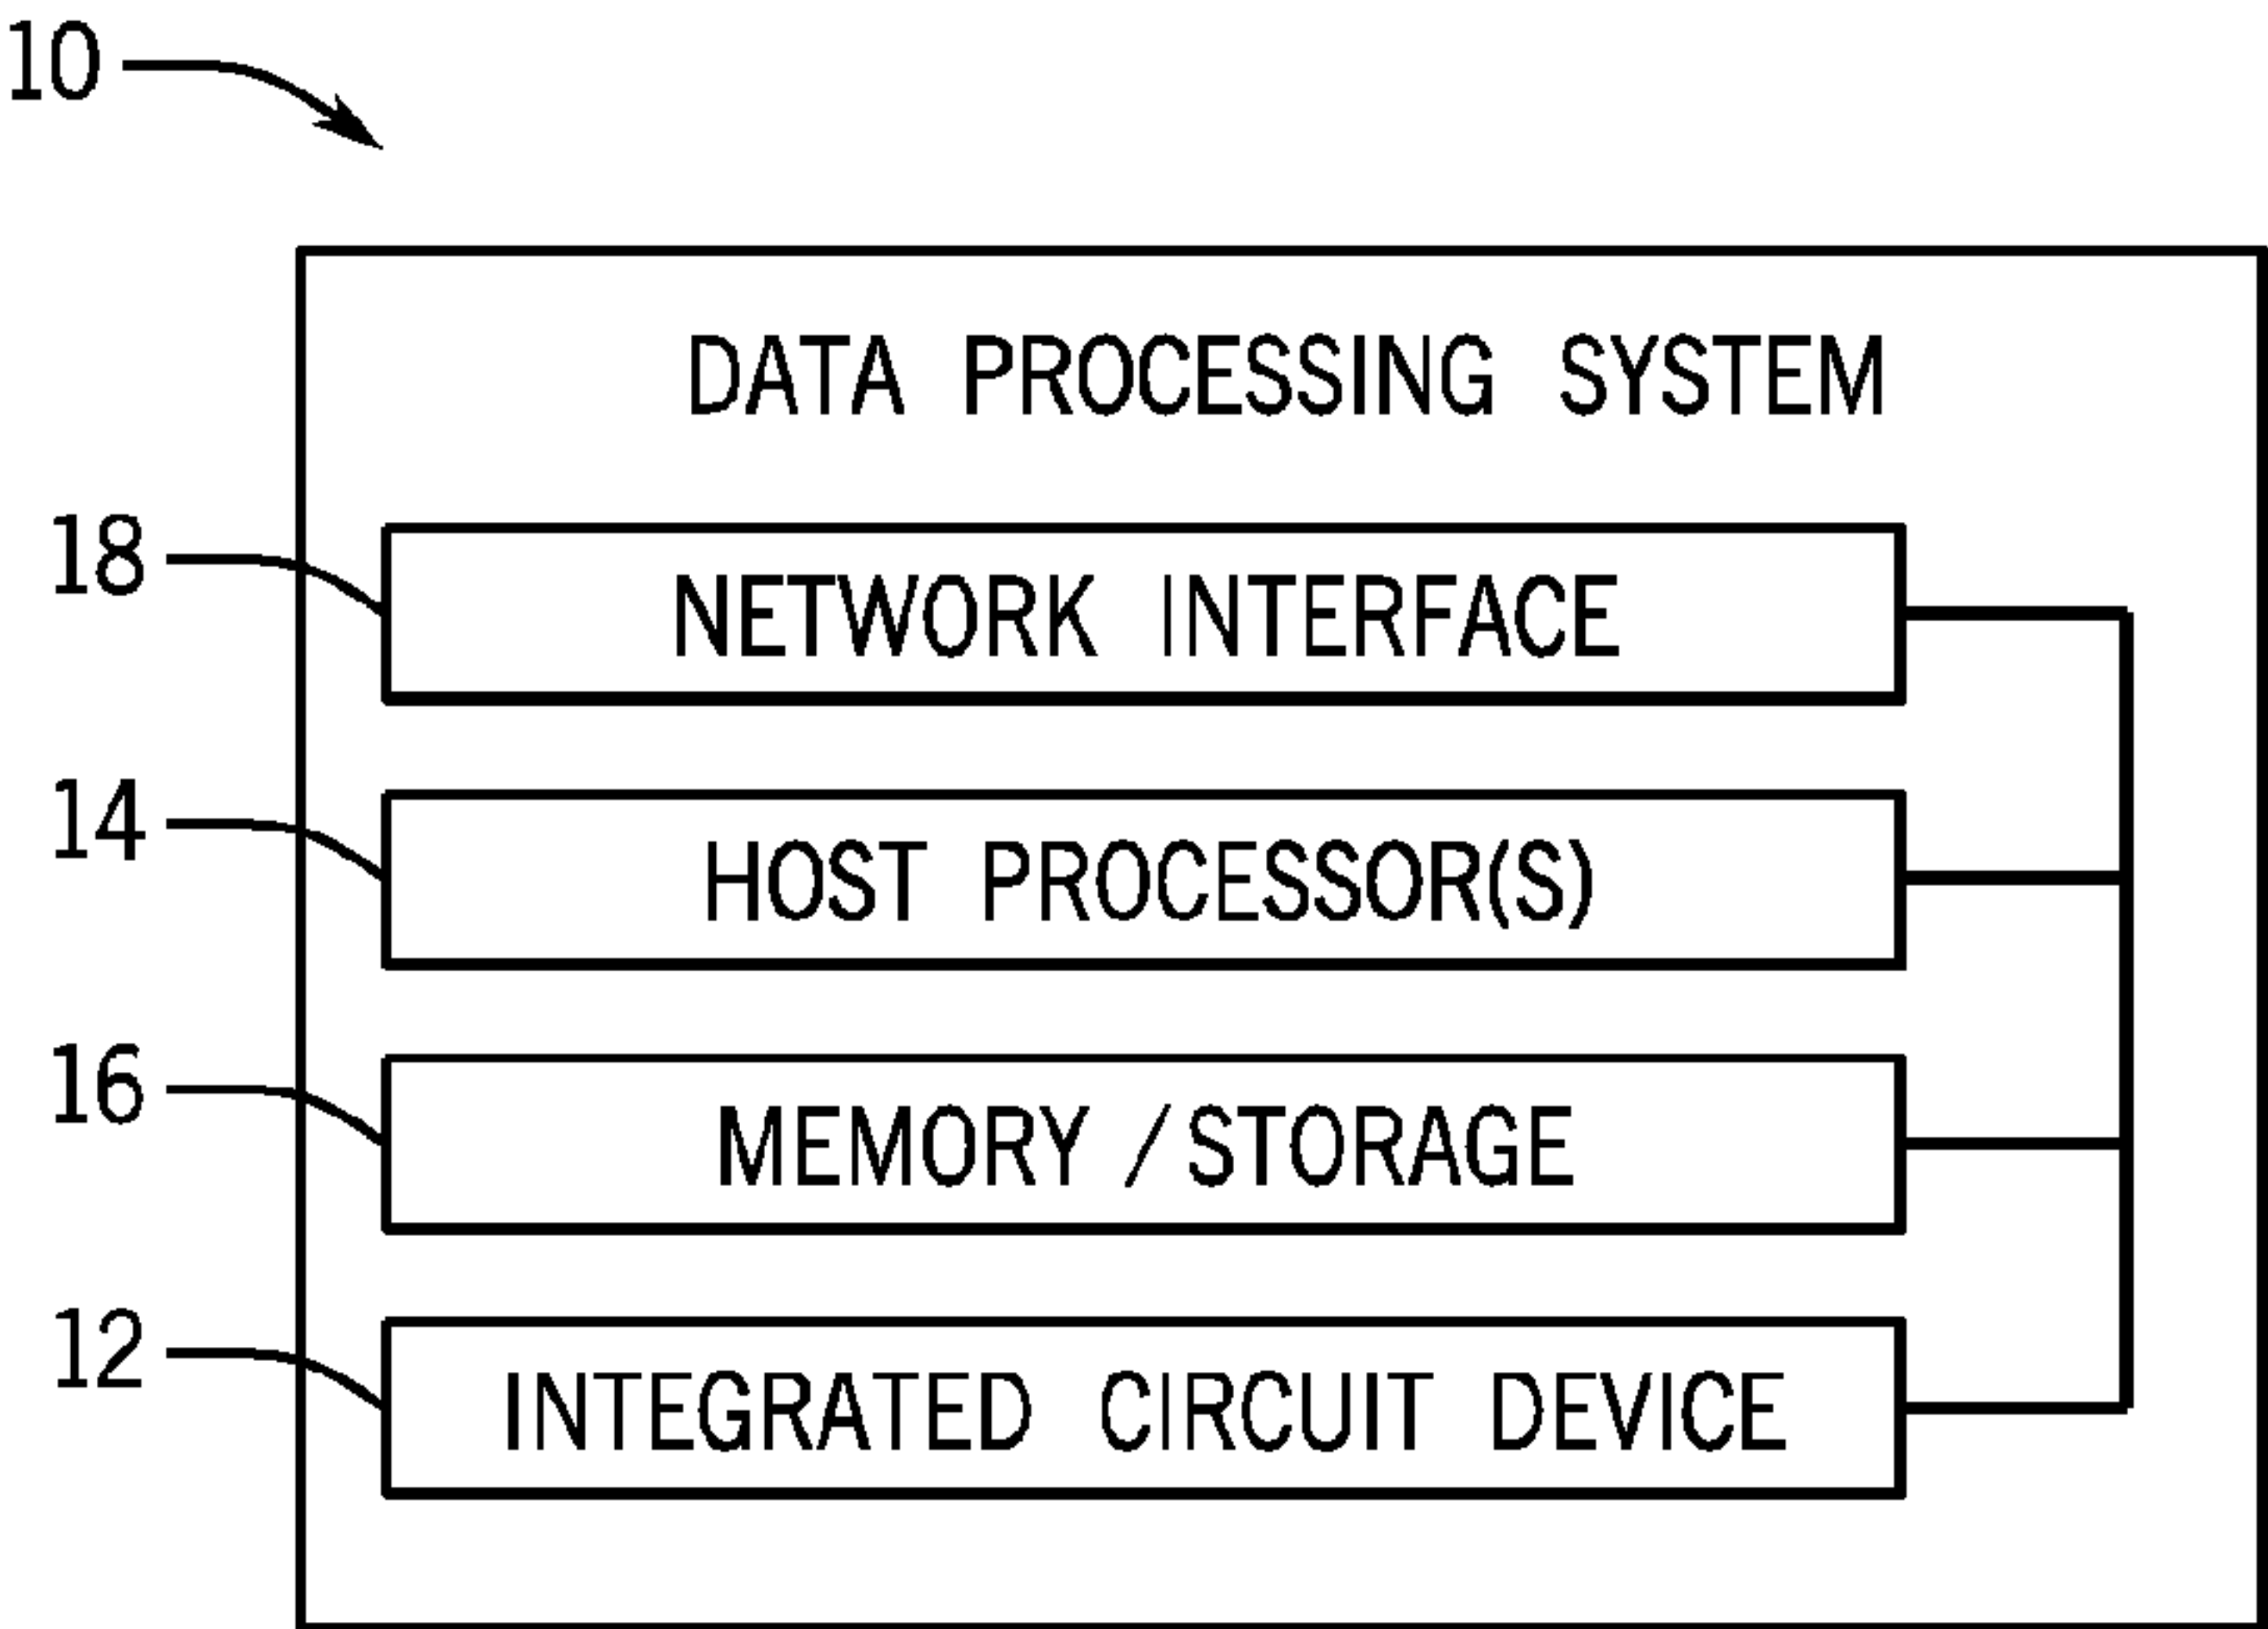 10
DATA PROCESSING SYSTEM
18
NETWORK INTERFACE
14
HOST PROCESSOR(S)
16
MEMORY / STORAGE
12
INTEGRATED CIRCUIT DEVICE